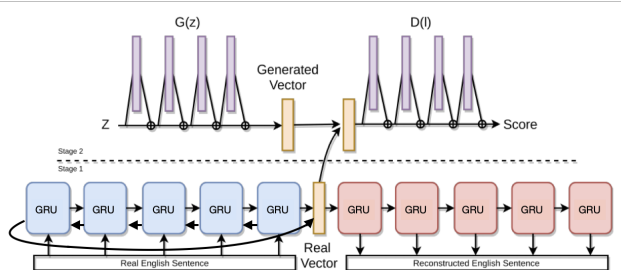 G(z)
D(l)
Generated
Vector
Z
Score
Stage 2
Stage 1
GRU GRU GRU GRU GRU GRU GRU GRU GRU GRU
Real English Sentence
Real
Vector
Reconstructed English Sentence